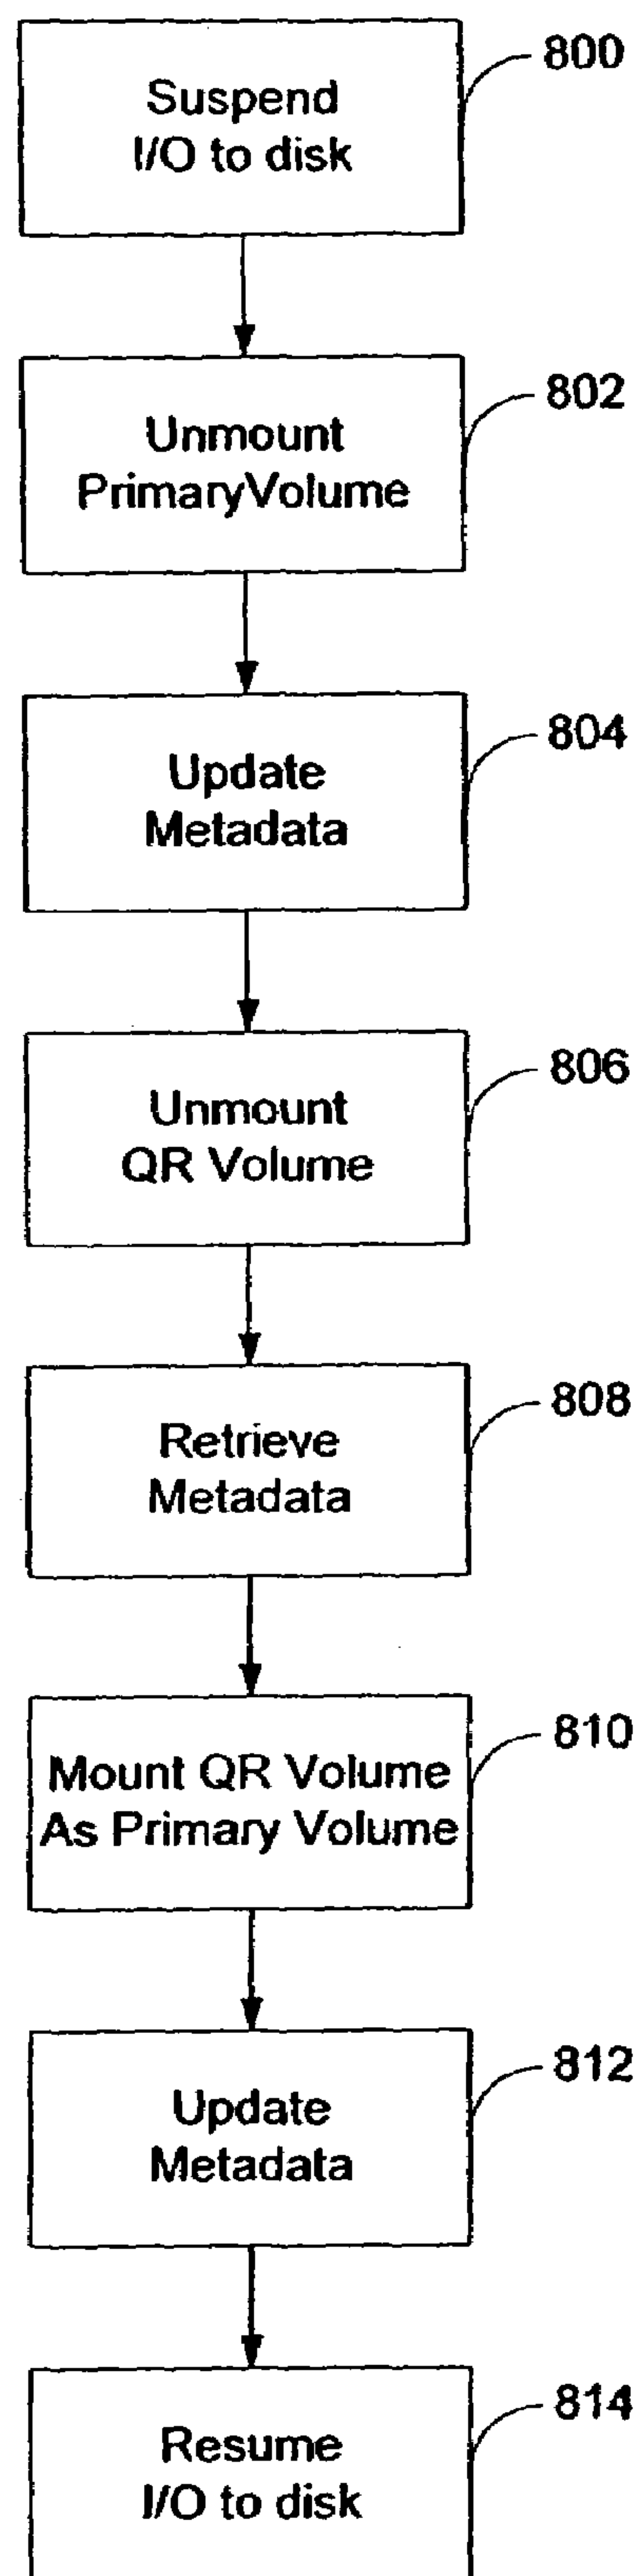 Suspend
I/O to disk
800
Unmount
PrimaryVolume
802
Update
Metadata
804
Unmount
QR Volume
806
Retrieve
Metadata
808
Mount QR Volume
As Primary Volume
810
Update
Metadata
812
Resume
I/O to disk
814